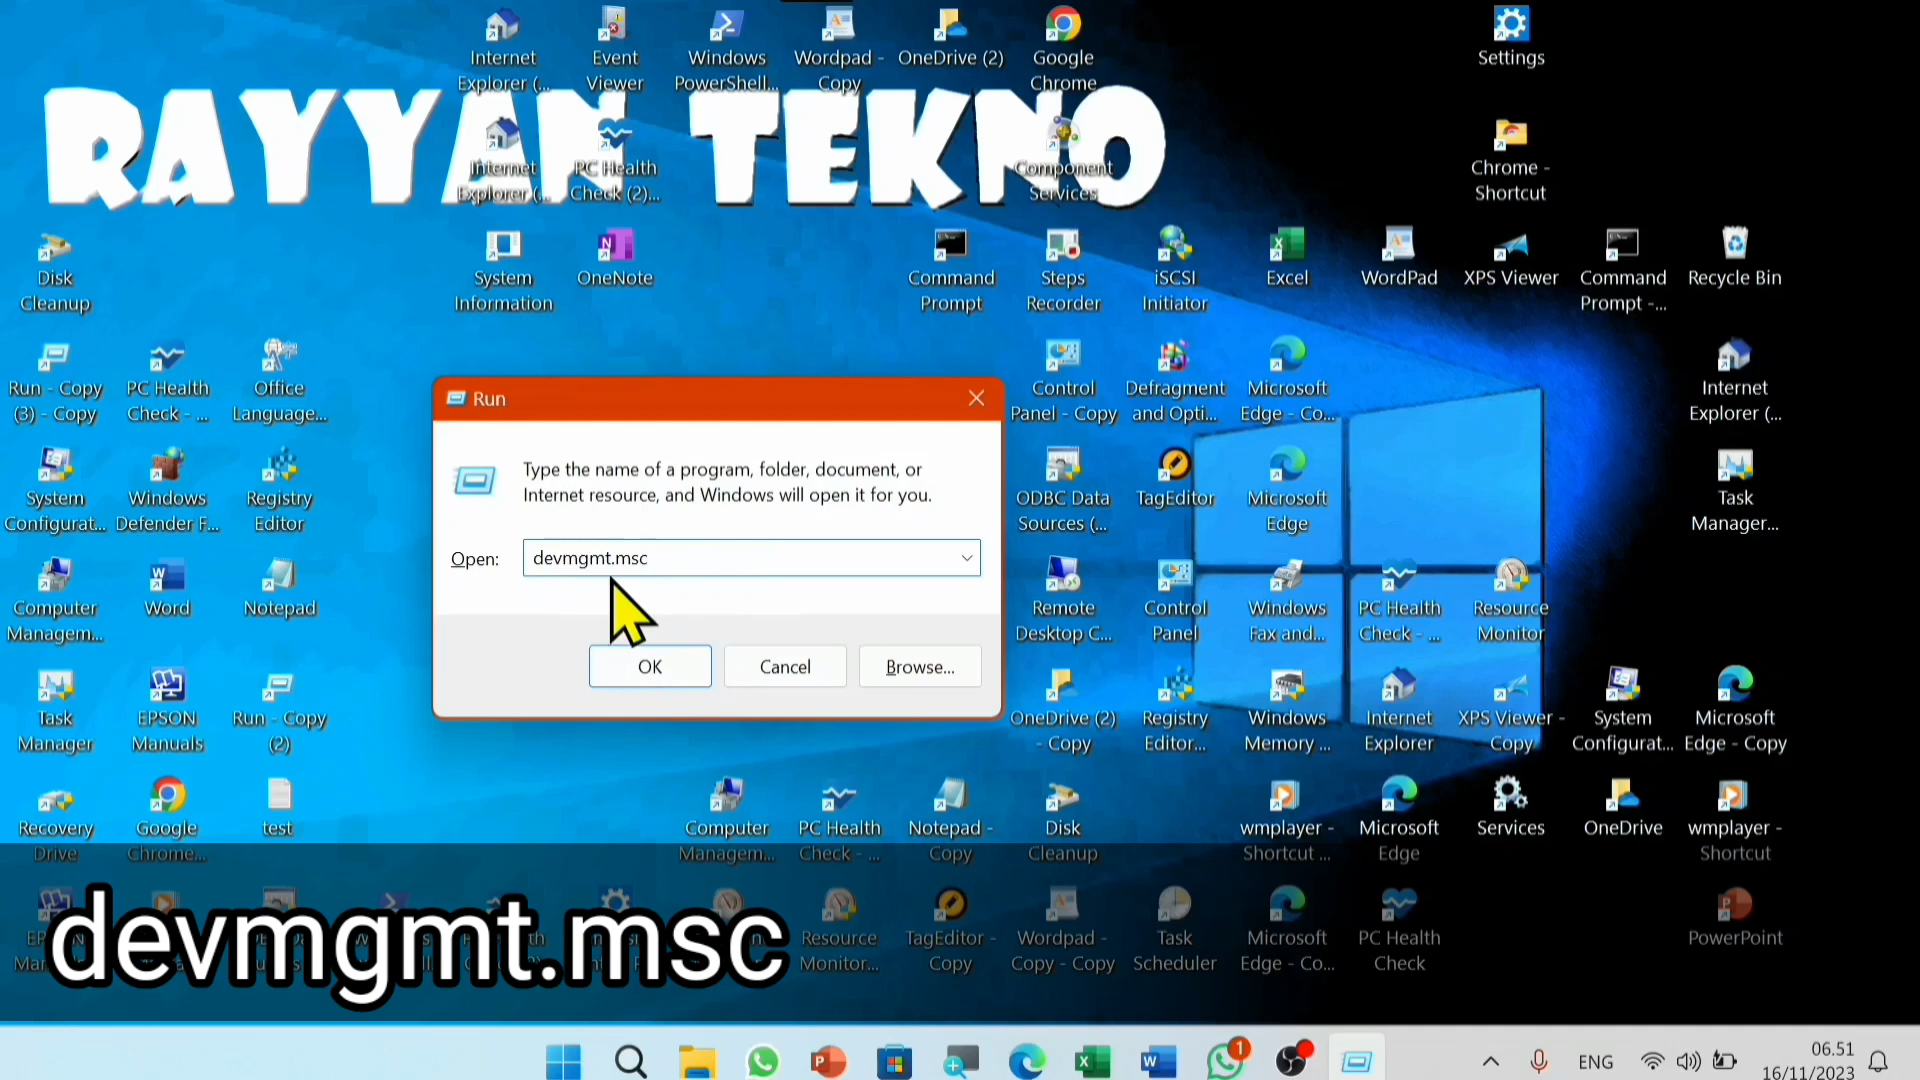 Internet
Explorer (...
Event
Viewer
Windows
PowerShell...
Wordpad -
Copy
OneDrive (2)
Google
Chrome
Settings
RAYYAN TEKNO
Internet
Explorer (...
PC Health
Check (2)...
Component
Services
Chrome -
Shortcut
Disk
Cleanup
System
Information
OneNote
Command
Prompt
Steps
Recorder
iSCSI
Initiator
Excel
WordPad
XPS Viewer
Command
Prompt -...
Recycle Bin
Run - Copy
(3) - Copy
PC Health
Check - ...
Office
Language...
Control
Panel - Copy
Defragment
and Opti...
Microsoft
Edge - Co...
Internet
Explorer (...
Run
Type the name of a program, folder, document, or
Internet resource, and Windows will open it for you.
Open:
devmgmt.msc
OK
Cancel
Browse...
System
Configurat...
Windows
Defender F...
Registry
Editor
ODBC Data
Sources (...
TagEditor
Microsoft
Edge
Task
Manager...
Computer
Managem...
Word
Notepad
Remote
Desktop C...
Control
Panel
Windows
Fax and...
PC Health
Check - ...
Resource
Monitor
Task
Manager
EPSON
Manuals
Run - Copy
(2)
OneDrive (2)
- Copy
Registry
Editor...
Windows
Memory ...
Internet
Explorer
XPS Viewer -
Copy
System
Configurat...
Microsoft
Edge - Copy
Recovery
Drive
Google
Chrome...
test
Computer
Managem...
PC Health
Check - ...
Notepad -
Copy
Disk
Cleanup
wmplayer -
Shortcut ...
Microsoft
Edge
Services
OneDrive
wmplayer -
Shortcut
devmgmt.msc
Resource
Monitor...
TagEditor -
Copy
Wordpad -
Copy - Copy
Task
Scheduler
Microsoft
Edge - Co...
PC Health
Check
PowerPoint
1
ENG
06.51
16/11/2023